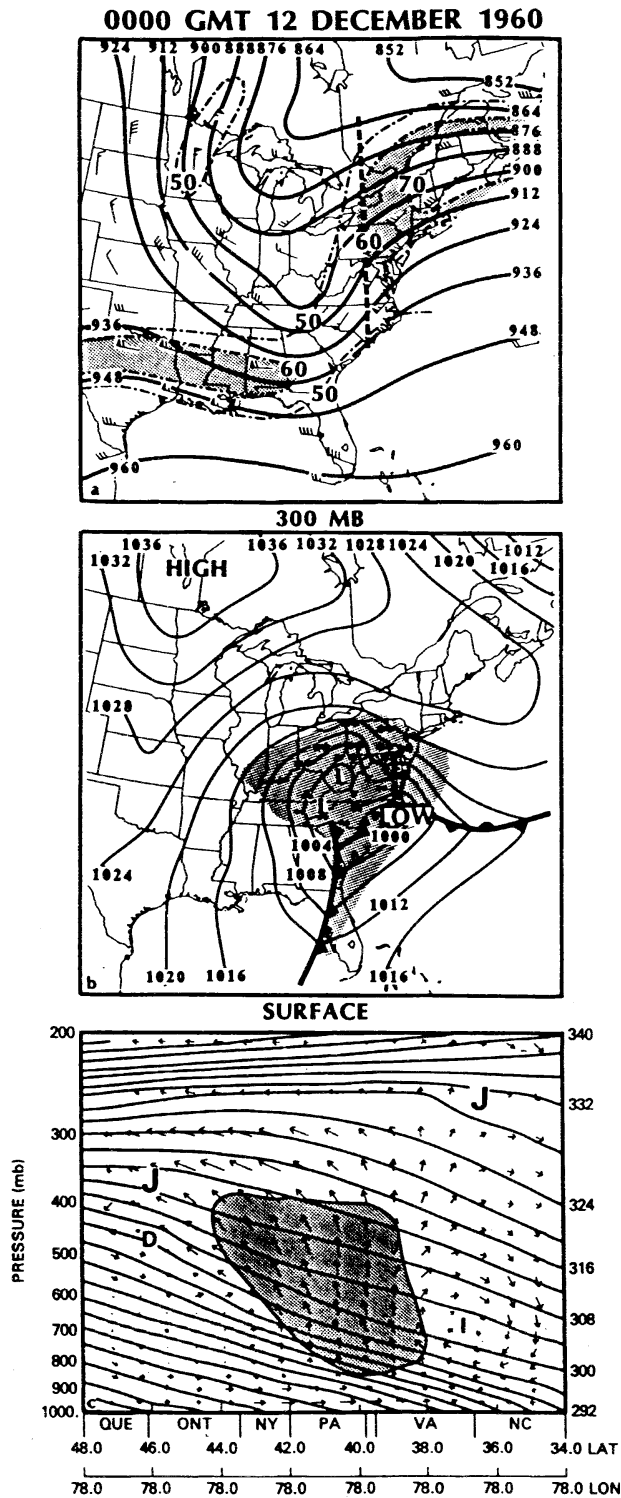 0000 GMT 12 DECEMBER 1960
924 912 900 888 876 864 852
852
864
876
888
900
912
924
936
948
960
50
70
60
50
936
60
948
50
960
a
300 MB
1036 1036 1032 1028 1024
1032
HIGH
1012
1020
1016
1028
L
L
LOW
1004
1000
1008
1024
1012
1020 1016 1016
b
SURFACE
200 340
J
332
300
J
400 324
D
500
316
600
308
I
700
800 300
900
1000 c 292
PRESSURE (mb)
QUE ONT NY PA VA NC
48.0 46.0 44.0 42.0 40.0 38.0 36.0 34.0 LAT
78.0 78.0 78.0 78.0 78.0 78.0 78.0 78.0 LON